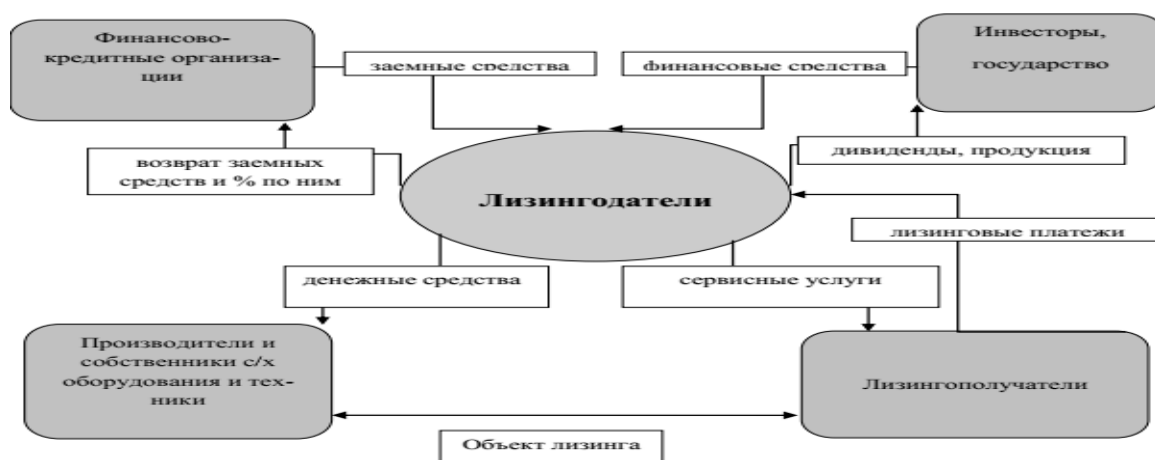 Финансово-
кредитные организа-
ции
Инвесторы,
государство
заемные средства
финансовые средства
возврат заемных
средств и % по ним
дивиденды, продукция
Лизингодатели
лизинговые платежи
денежные средства
сервисные услуги
Производители и
собственники с/х
оборудования и тех-
ники
Лизингополучатели
Объект лизинга